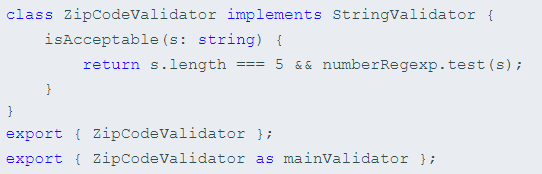 class ZipCodeValidator implements StringValidator {
    isAcceptable(s: string) {
        return s.length === 5 && numberRegexp.test(s);
    }
}
export { ZipCodeValidator };
export { ZipCodeValidator as mainValidator };